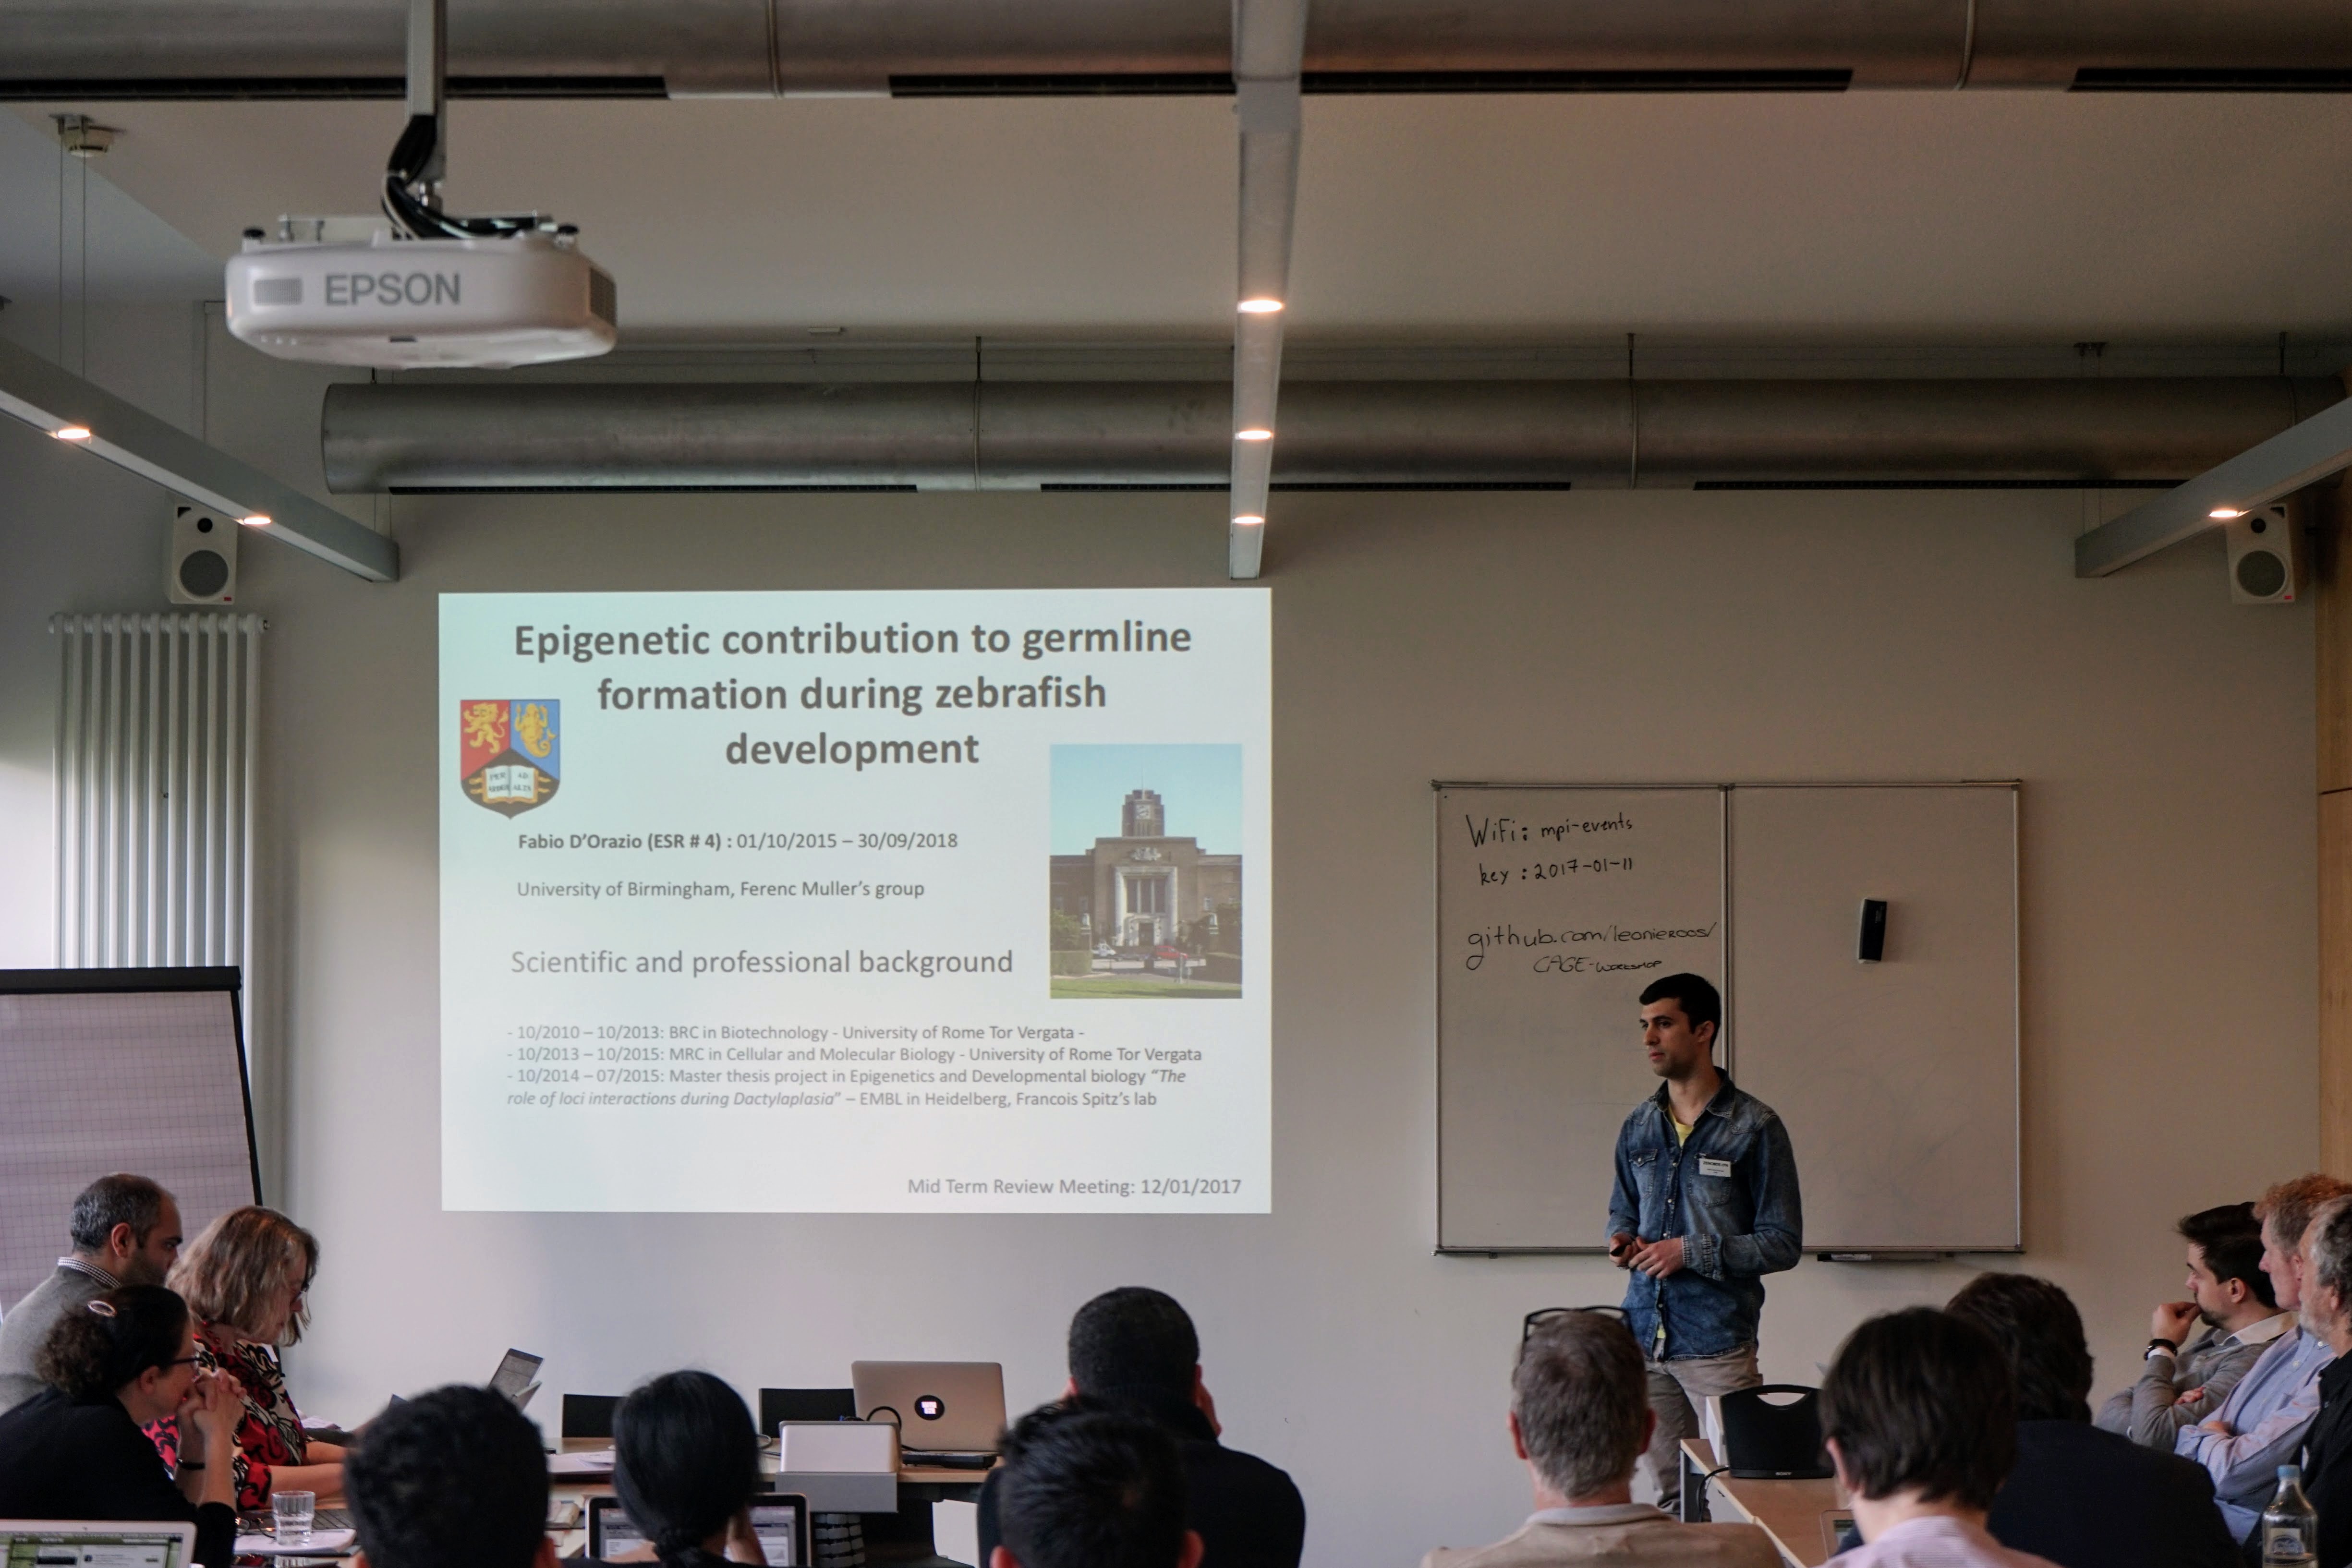 EPSON
Epigenetic contribution to germline
formation during zebrafish
development
PER AD
ARDUA ALTA
Fabio D'Orazio (ESR # 4) : 01/10/2015 – 30/09/2018
University of Birmingham, Ferenc Muller's group
Scientific and professional background
- 10/2010 – 10/2013: BRC in Biotechnology - University of Rome Tor Vergata -
- 10/2013 – 10/2015: MRC in Cellular and Molecular Biology - University of Rome Tor Vergata
- 10/2014 – 07/2015: Master thesis project in Epigenetics and Developmental biology “The
role of loci interactions during Dactylaplasia” – EMBL in Heidelberg, Francois Spitz's lab
Mid Term Review Meeting: 12/01/2017
WiFi: mpi-events
key : 2017-01-11
github.com/leonieroos/
CAGE-workshop
SONY